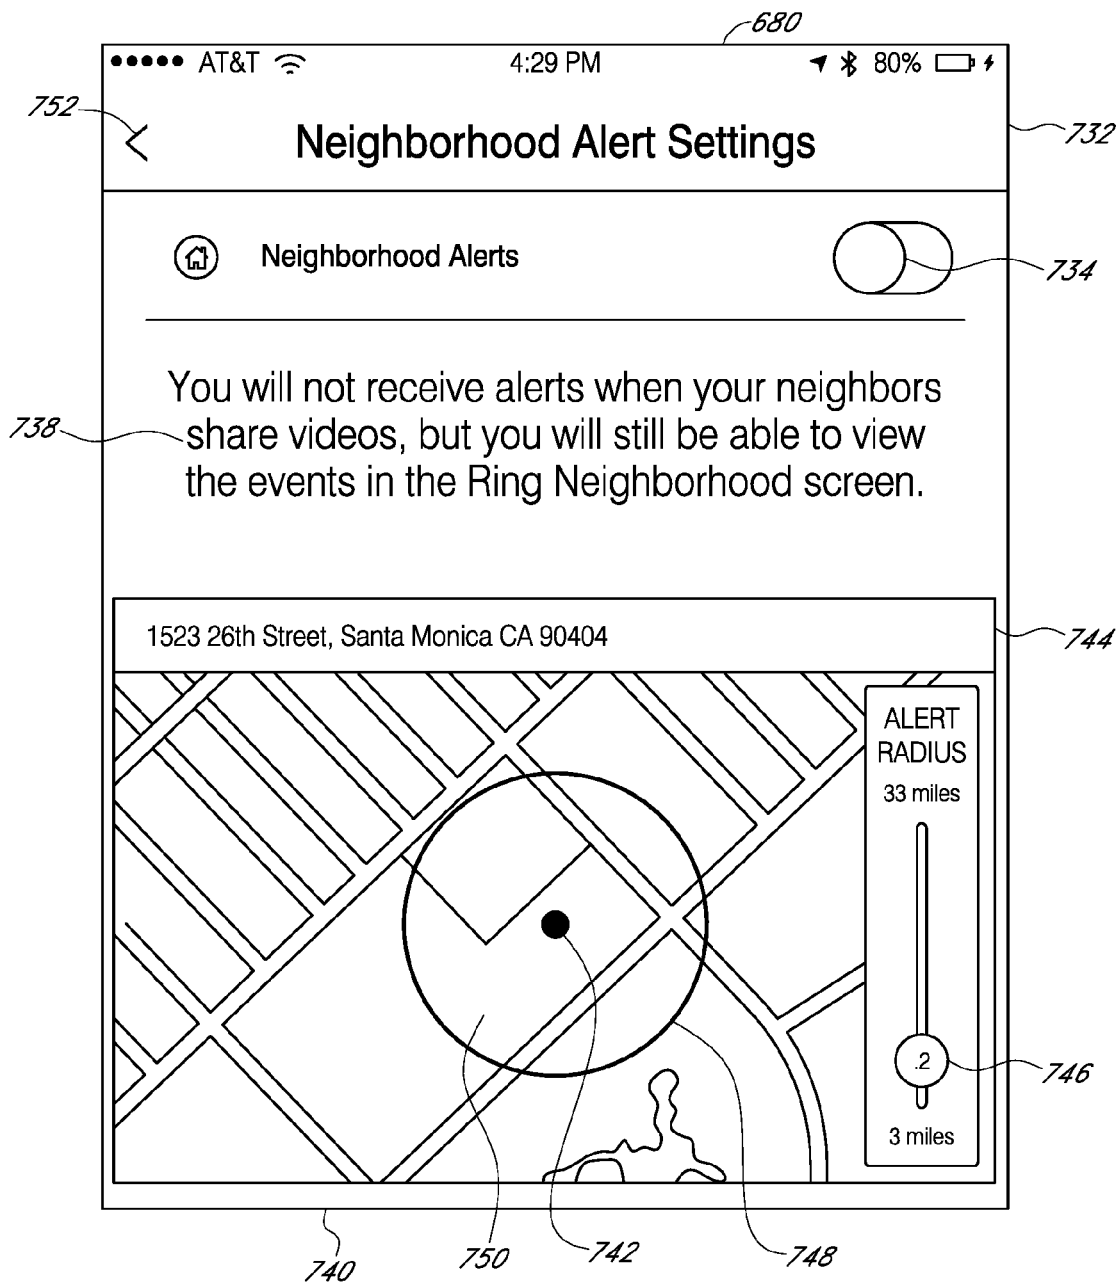 680
AT&T 4:29 PM 80%
752
Neighborhood Alert Settings
732
Neighborhood Alerts
734
You will not receive alerts when your neighbors
738
share videos, but you will still be able to view
the events in the Ring Neighborhood screen.
1523 26th Street, Santa Monica CA 90404
744
ALERT
RADIUS
33 miles
.2
746
3 miles
740
750
742
748